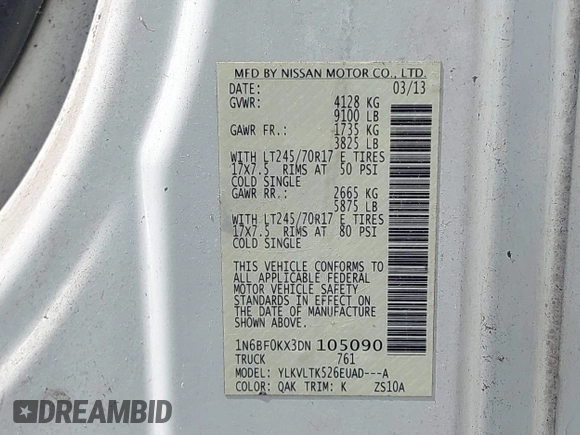 MFD BY NISSAN MOTOR CO., LTD.
DATE: 03/13
GVWR: 4128 KG
9100 LB
GAWR FR.: 1735 KG
3825 LB
WITH LT245/70R17 E TIRES
17X7.5 RIMS AT 50 PSI
COLD SINGLE
GAWR RR.: 2665 KG
5875 LB
WITH LT245/70R17 E TIRES
17X7.5 RIMS AT 80 PSI
COLD SINGLE
THIS VEHICLE CONFORMS TO
ALL APPLICABLE FEDERAL
MOTOR VEHICLE SAFETY
STANDARDS IN EFFECT ON
THE DATE OF MANUFACTURE
SHOWN ABOVE.
1N6BF0KX3DN 105090
TRUCK 761
MODEL: YLKVLTK526EUAD---A
COLOR: QAK TRIM: K ZS10A
DREAMBID
DREAMBID